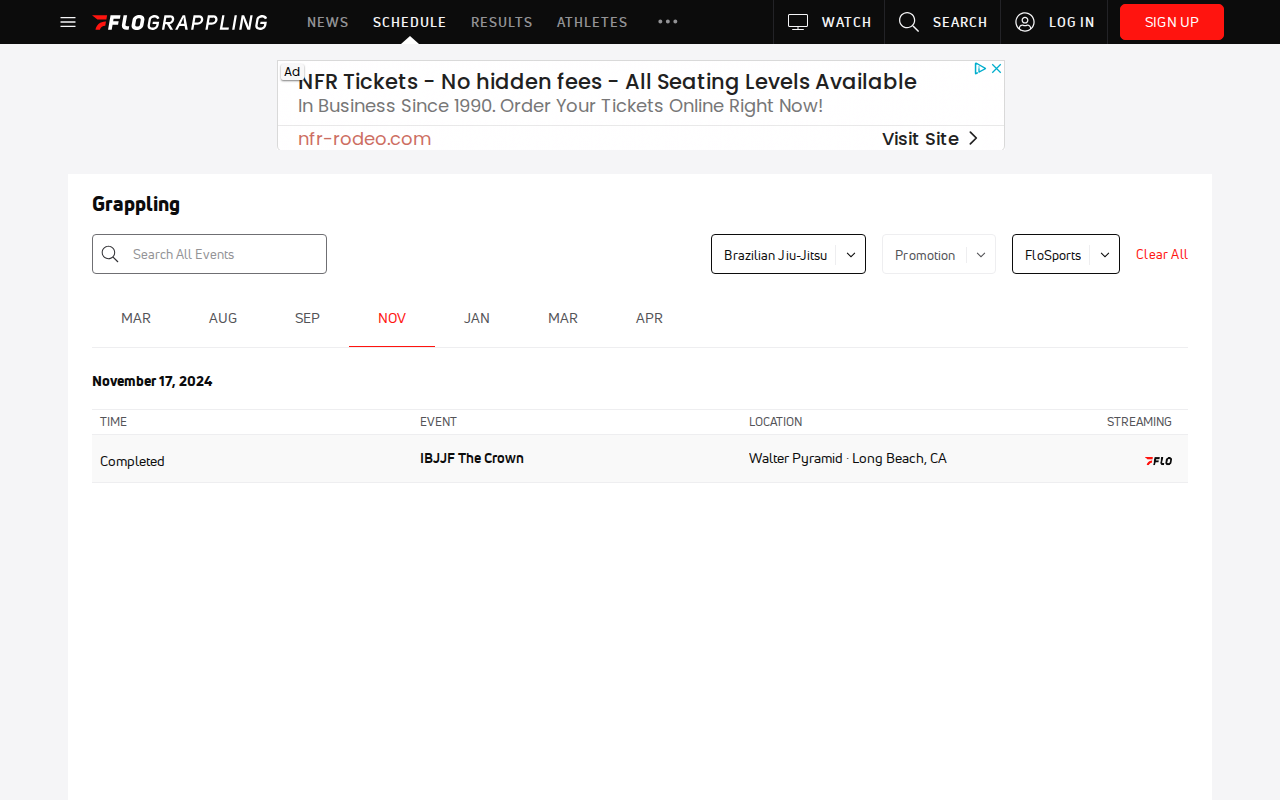 FLOGRAPPLING NEWS SCHEDULE RESULTS ATHLETES ••• WATCH SEARCH LOG IN SIGN UP
Ad
NFR Tickets - No hidden fees - All Seating Levels Available
In Business Since 1990. Order Your Tickets Online Right Now!
nfr-rodeo.com Visit Site
Grappling
Search All Events Brazilian Jiu-Jitsu Promotion FloSports Clear All
MAR AUG SEP NOV JAN MAR APR
November 17, 2024
TIME EVENT LOCATION STREAMING
Completed IBJJF The Crown Walter Pyramid · Long Beach, CA FLO